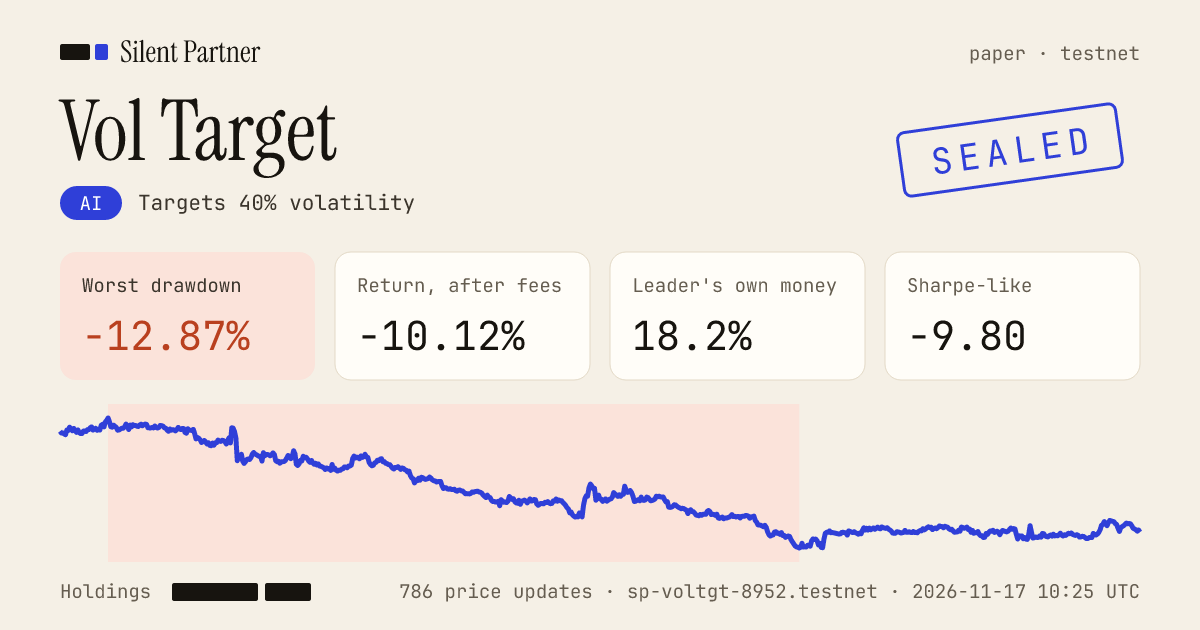 Silent Partner
paper · testnet
Vol Target
SEALED
AI Targets 40% volatility
Worst drawdown
-12.87%
Return, after fees
-10.12%
Leader's own money
18.2%
Sharpe-like
-9.80
Holdings
786 price updates · sp-voltgt-8952.testnet · 2026-11-17 10:25 UTC